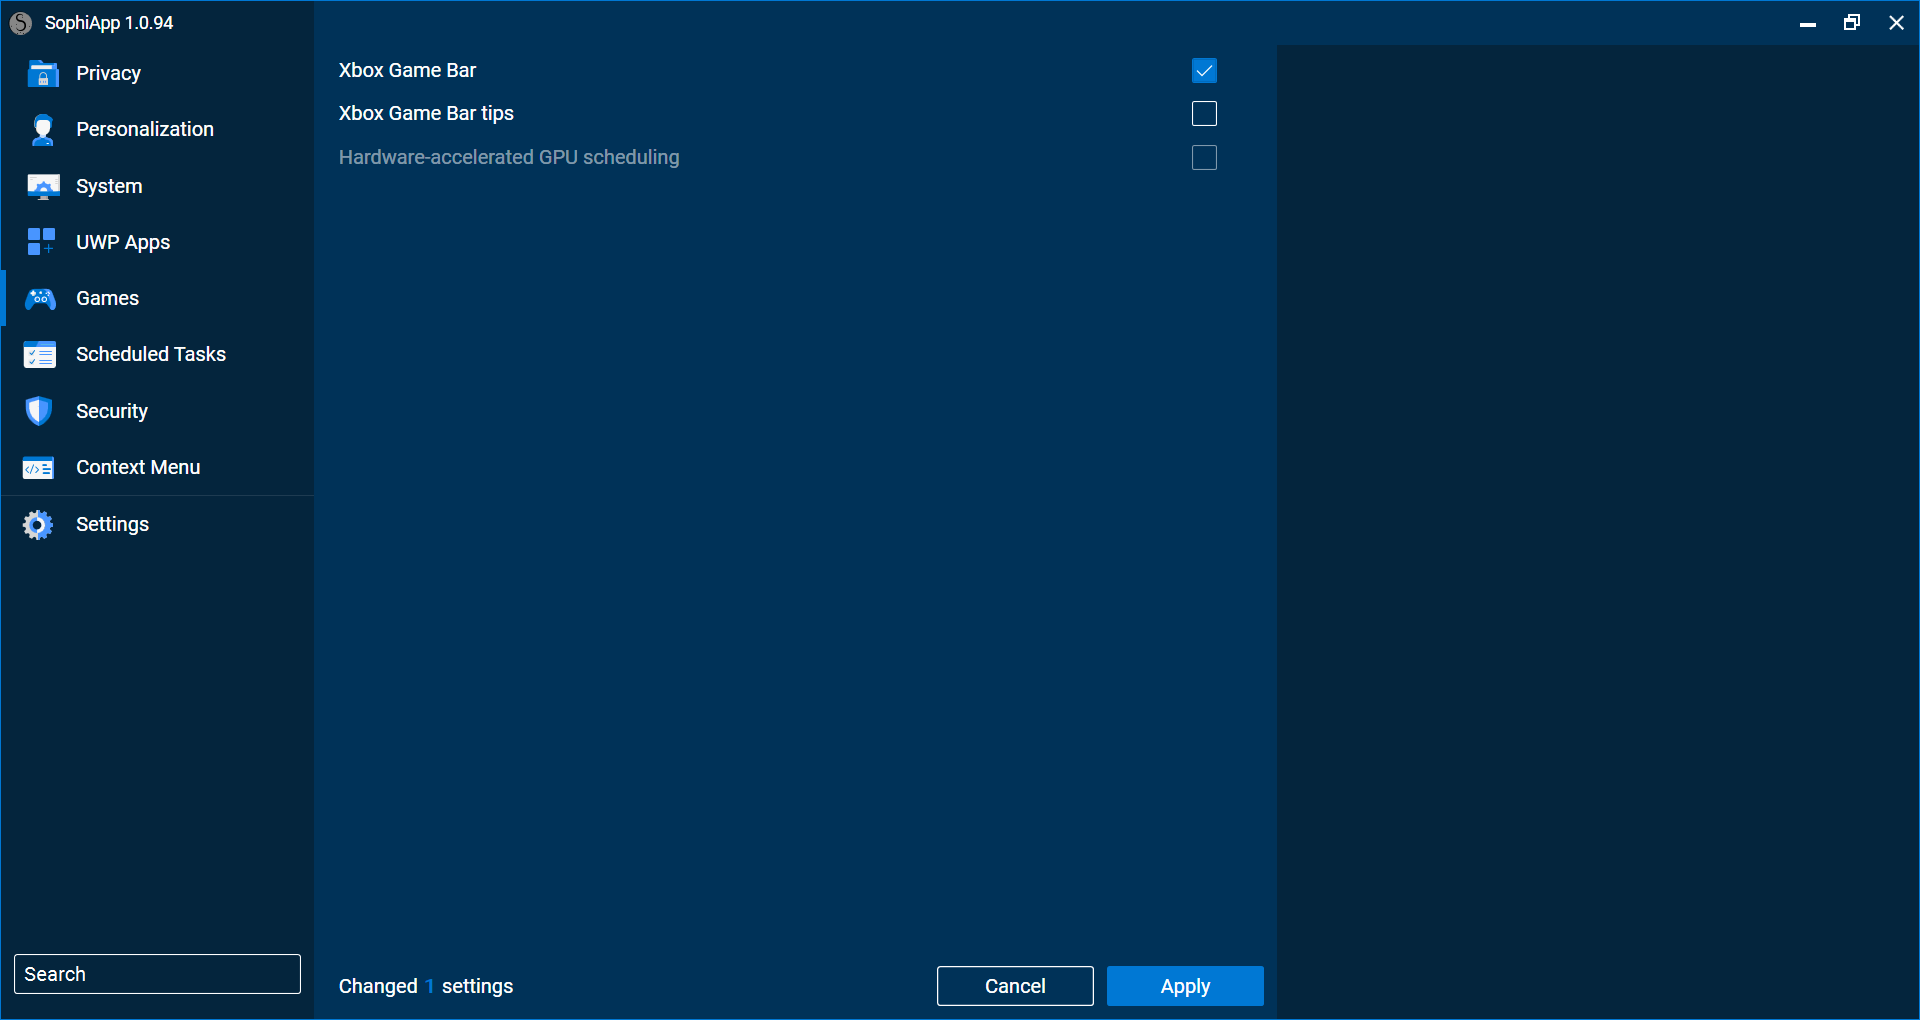 SophiApp 1.0.94
Privacy
Personalization
System
UWP Apps
Games
Scheduled Tasks
Security
Context Menu
Settings
Search
Xbox Game Bar
Xbox Game Bar tips
Hardware-accelerated GPU scheduling
Changed 1 settings
Cancel
Apply